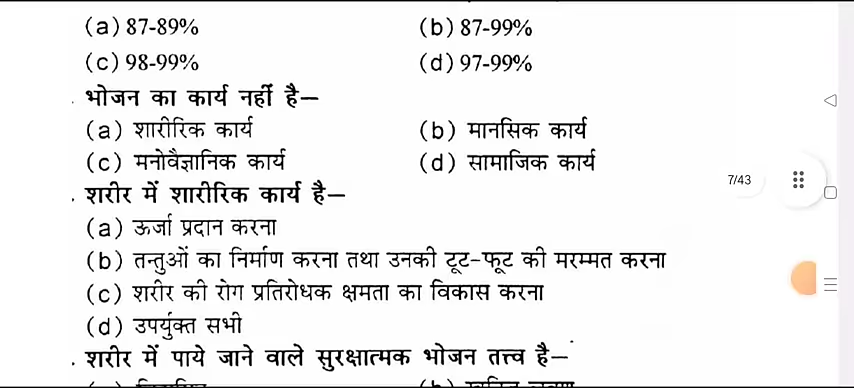 (a) 87-89% (b) 87-99%
(c) 98-99% (d) 97-99%
. भोजन का कार्य नहीं है—
(a) शारीरिक कार्य (b) मानसिक कार्य
(c) मनोवैज्ञानिक कार्य (d) सामाजिक कार्य
7/43
. शरीर में शारीरिक कार्य है—
(a) ऊर्जा प्रदान करना
(b) तन्तुओं का निर्माण करना तथा उनकी टूट-फूट की मरम्मत करना
(c) शरीर की रोग प्रतिरोधक क्षमता का विकास करना
(d) उपर्युक्त सभी
. शरीर में पाये जाने वाले सुरक्षात्मक भोजन तत्त्व है—